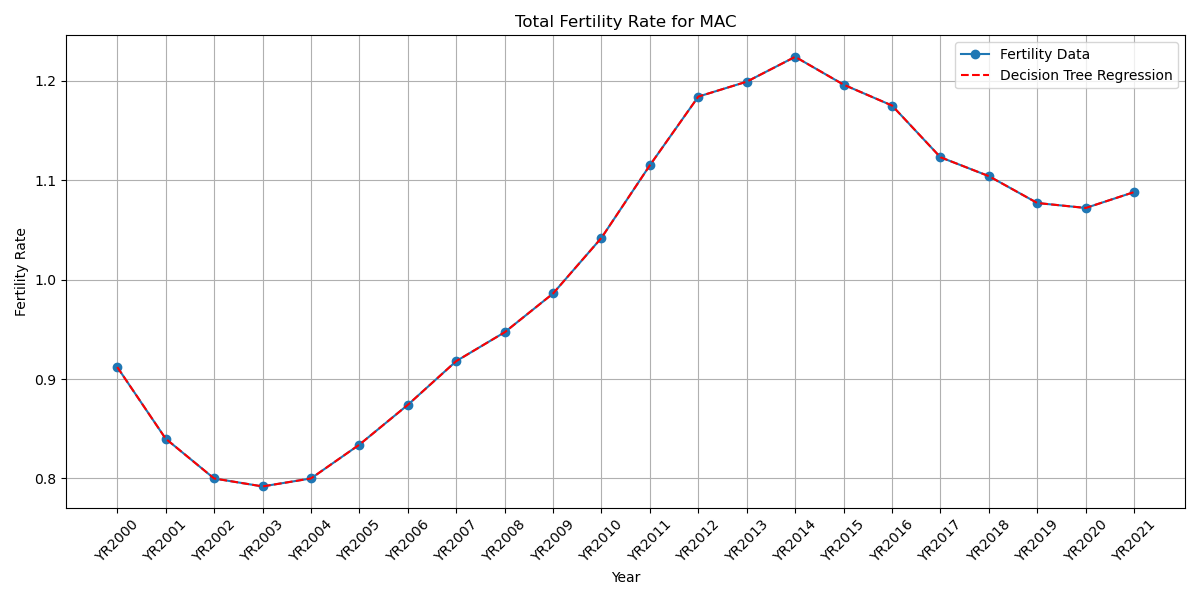 Total Fertility Rate for MAC
Fertility Data
Decision Tree Regression
Fertility Rate
1.2
1.1
1.0
0.9
0.8
YR2000
YR2001
YR2002
YR2003
YR2004
YR2005
YR2006
YR2007
YR2008
YR2009
YR2010
YR2011
YR2012
YR2013
YR2014
YR2015
YR2016
YR2017
YR2018
YR2019
YR2020
YR2021
Year